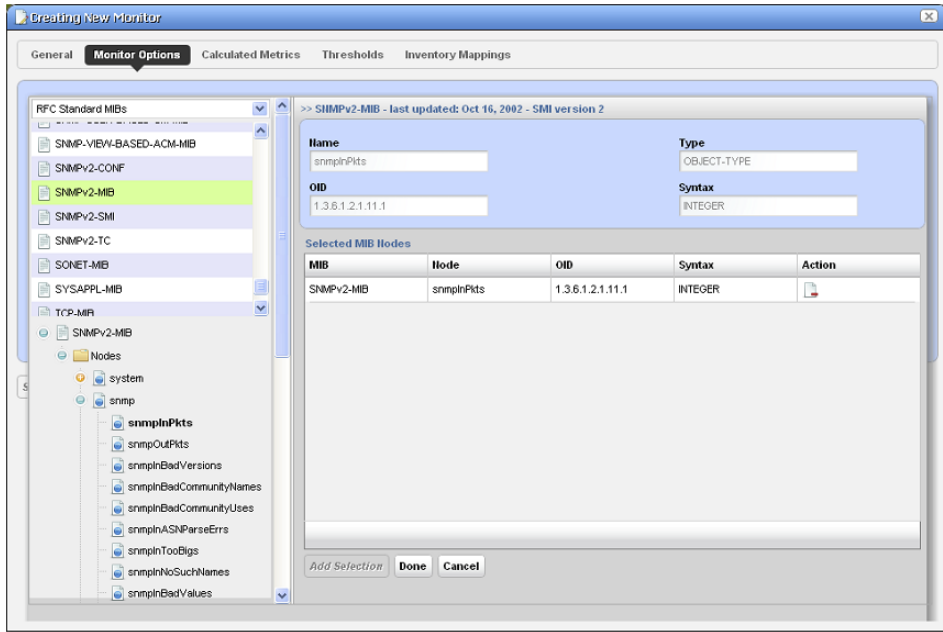 Creating New Monitor
General Monitor Options Calculated Metrics Thresholds Inventory Mappings
RFC Standard MIBs
SNMP-VIEW-BASED-ACM-MIB
SNMPv2-CONF
SNMPv2-MIB
SNMPv2-SMI
SNMPv2-TC
SONET-MIB
SYSAPPL-MIB
TCP-MIB
SNMPv2-MIB
Nodes
system
snmp
snmpInPkts
snmpOutPkts
snmpInBadVersions
snmpInBadCommunityNames
snmpInBadCommunityUses
snmpInASNParseErrs
snmpInTooBigs
snmpInNoSuchNames
snmpInBadValues
>> SNMPv2-MIB - last updated: Oct 16, 2002 - SMI version 2
Name Type
snmpInPkts OBJECT-TYPE
OID Syntax
1.3.6.1.2.1.11.1 INTEGER
Selected MIB Nodes
MIB Node OID Syntax Action
SNMPv2-MIB snmpInPkts 1.3.6.1.2.1.11.1 INTEGER
Add Selection Done Cancel